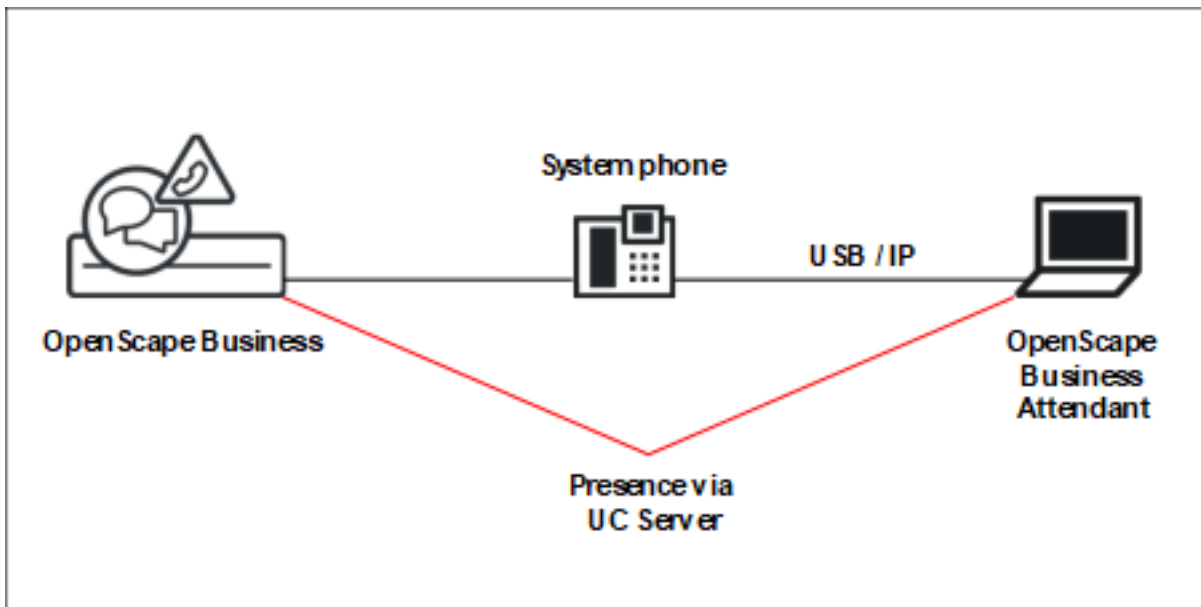 System phone
USB / IP
OpenScape Business
OpenScape
Business
Attendant
Presence via
UC Server